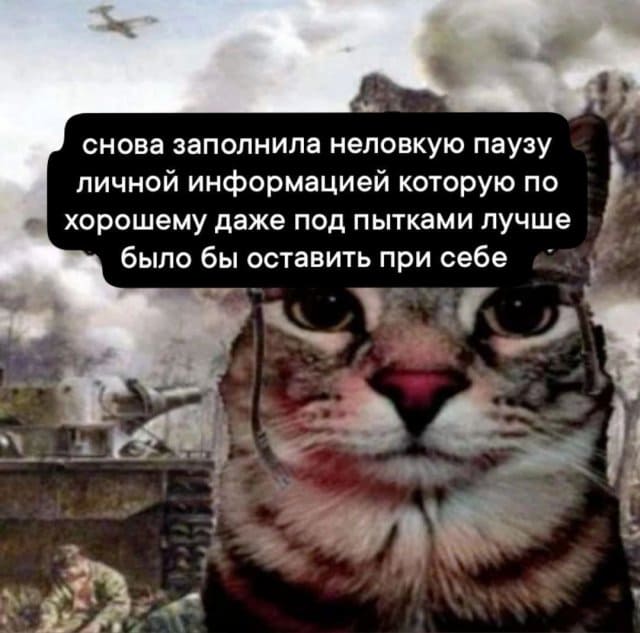 снова заполнила неловкую паузу
личной информацией которую по
хорошему даже под пытками лучше
было бы оставить при себе